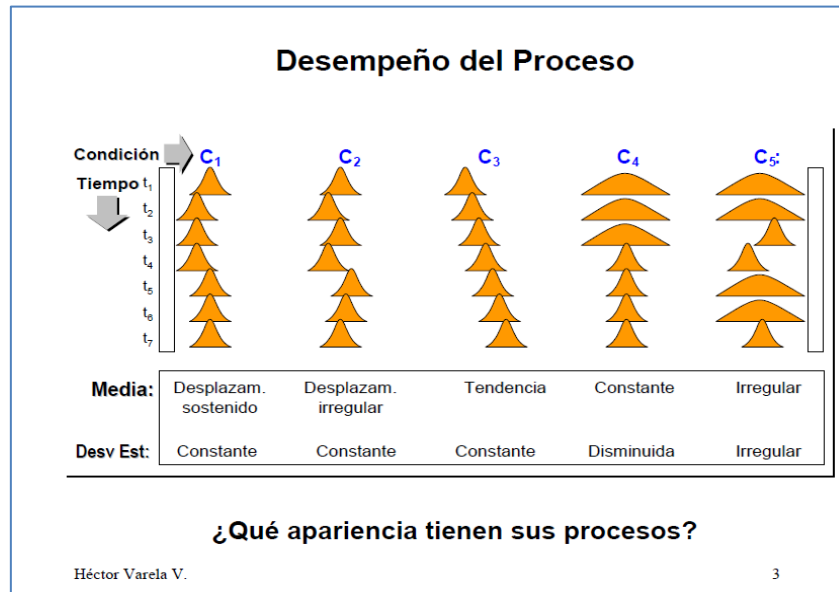 Desempeño del Proceso
Condición
C1 C2 C3 C4 C5:
Tiempo
t1
t2
t3
t4
t5
t6
t7
Media: Desplazam. sostenido Desplazam. irregular Tendencia Constante Irregular
Desv Est: Constante Constante Constante Disminuida Irregular
¿Qué apariencia tienen sus procesos?
Héctor Varela V. 3